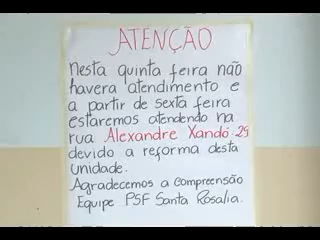 ATENÇÃO
Nesta quinta feira não
havera atendimento e
a partir de sexta feira
estaremos atendendo na
rua Alexandre Xandó 29
devido a reforma desta
unidade.
Agradecemos a compreensão
Equipe PSF Santa Rosalia.